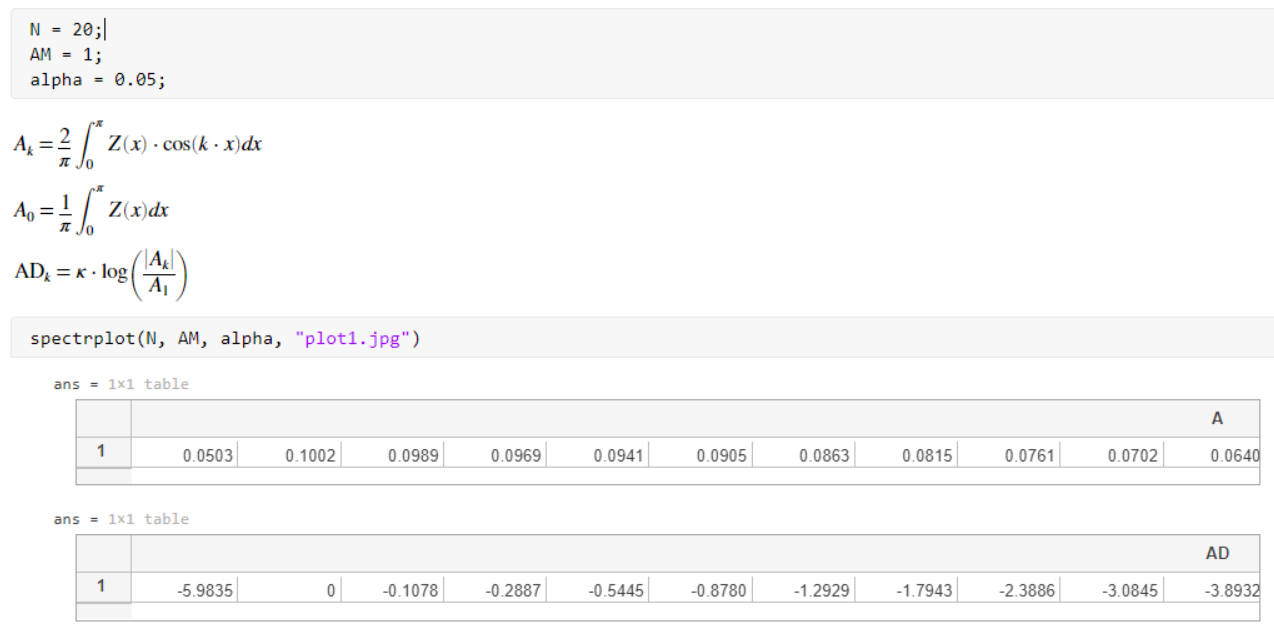 N = 20;
AM = 1;
alpha = 0.05;
A_k = 2/π ∫_0^π Z(x) · cos(k · x)dx
A_0 = 1/π ∫_0^π Z(x)dx
AD_k = κ · log(|A_k|/A_1)
spectrplot(N, AM, alpha, "plot1.jpg")
ans = 1×1 table
A
1 0.0503 0.1002 0.0989 0.0969 0.0941 0.0905 0.0863 0.0815 0.0761 0.0702 0.0640
ans = 1×1 table
AD
1 -5.9835 0 -0.1078 -0.2887 -0.5445 -0.8780 -1.2929 -1.7943 -2.3886 -3.0845 -3.8932